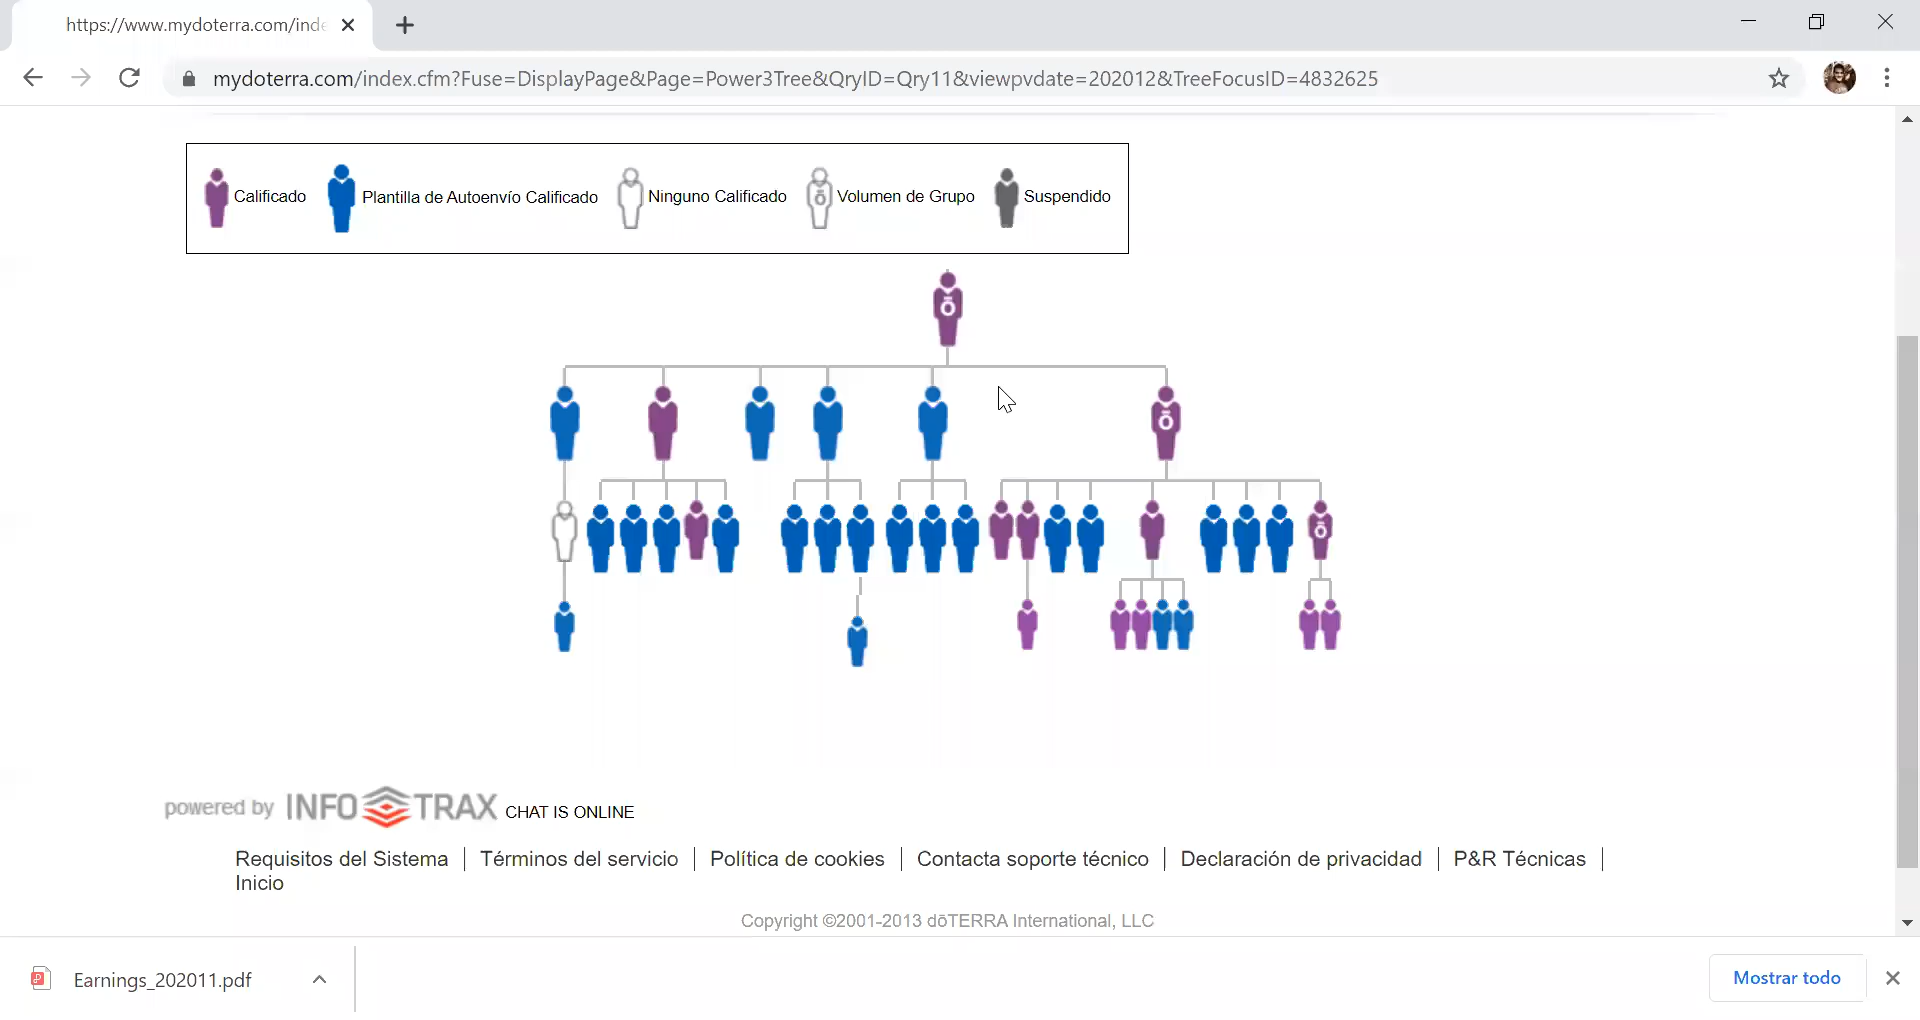 https://www.mydoterra.com/inde
mydoterra.com/index.cfm?Fuse=DisplayPage&Page=Power3Tree&QryID=Qry11&viewpvdate=202012&TreeFocusID=4832625
Calificado Plantilla de Autoenvío Calificado Ninguno Calificado ō Volumen de Grupo Suspendido
ō
ō
ō
powered by INFOTRAX CHAT IS ONLINE
Requisitos del Sistema | Términos del servicio | Política de cookies | Contacta soporte técnico | Declaración de privacidad | P&R Técnicas |
Inicio
Copyright ©2001-2013 dōTERRA International, LLC
Earnings_202011.pdf Mostrar todo